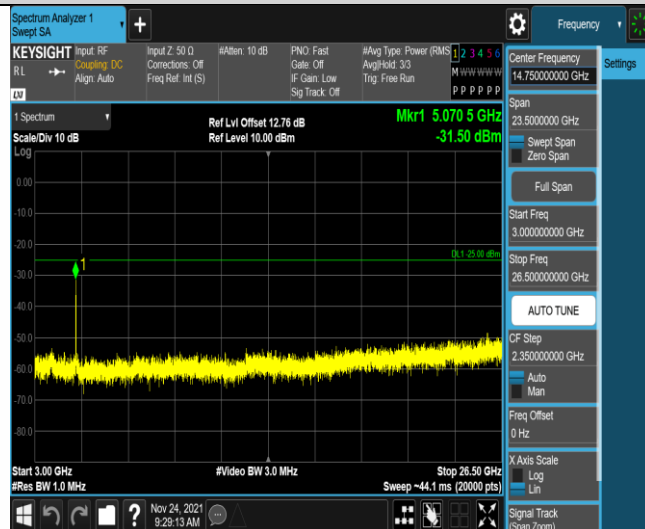 Spectrum Analyzer 1
Swept SA
Frequency
KEYSIGHT
RL
LXI
Input: RF
Coupling: DC
Align: Auto
Input Z: 50 Ω
Corrections: Off
Freq Ref: Int (S)
#Atten: 10 dB
PNO: Fast
Gate: Off
IF Gain: Low
Sig Track: Off
#Avg Type: Power (RMS
Avg|Hold: 3/3
Trig: Free Run
1 2 3 4 5 6
M W W W W W
P P P P P P
Center Frequency
14.750000000 GHz
Settings
Span
23.5000000 GHz
Swept Span
Zero Span
Full Span
Start Freq
3.000000000 GHz
Stop Freq
26.500000000 GHz
AUTO TUNE
CF Step
2.350000000 GHz
Auto
Man
Freq Offset
0 Hz
X Axis Scale
Log
Lin
Signal Track
(Span Zoom)
1 Spectrum
Scale/Div 10 dB
Log
Ref Lvl Offset 12.76 dB
Ref Level 10.00 dBm
Mkr1 5.070 5 GHz
-31.50 dBm
0.00
-10.0
-20.0
-30.0
-40.0
-50.0
-60.0
-70.0
-80.0
DL1 -25.00 dBm
1
Start 3.00 GHz
#Res BW 1.0 MHz
#Video BW 3.0 MHz
Stop 26.50 GHz
Sweep ~44.1 ms (20000 pts)
?
Nov 24, 2021
9:29:13 AM